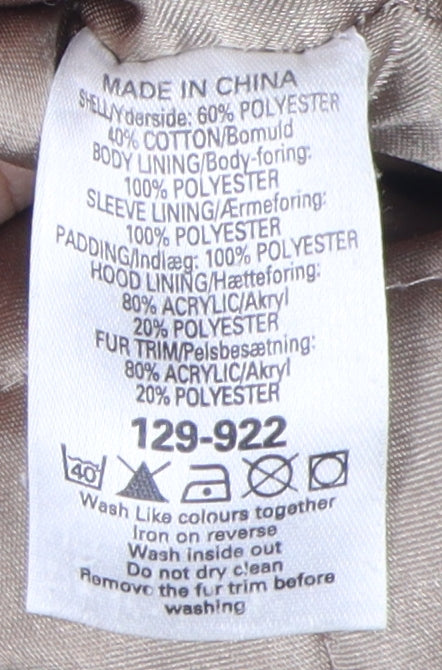 MADE IN CHINA
SHELL/Yderside: 60% POLYESTER
40% COTTON/Bomuld
BODY LINING/Body-foring:
100% POLYESTER
SLEEVE LINING/Ærmeforing:
100% POLYESTER
PADDING/Indlæg: 100% POLYESTER
HOOD LINING/Hætteforing:
80% ACRYLIC/Akryl
20% POLYESTER
FUR TRIM/Pelsbesætning:
80% ACRYLIC/Akryl
20% POLYESTER
129-922
40
Wash Like colours together
Iron on reverse
Wash inside out
Do not dry clean
Remove the fur trim before
washing